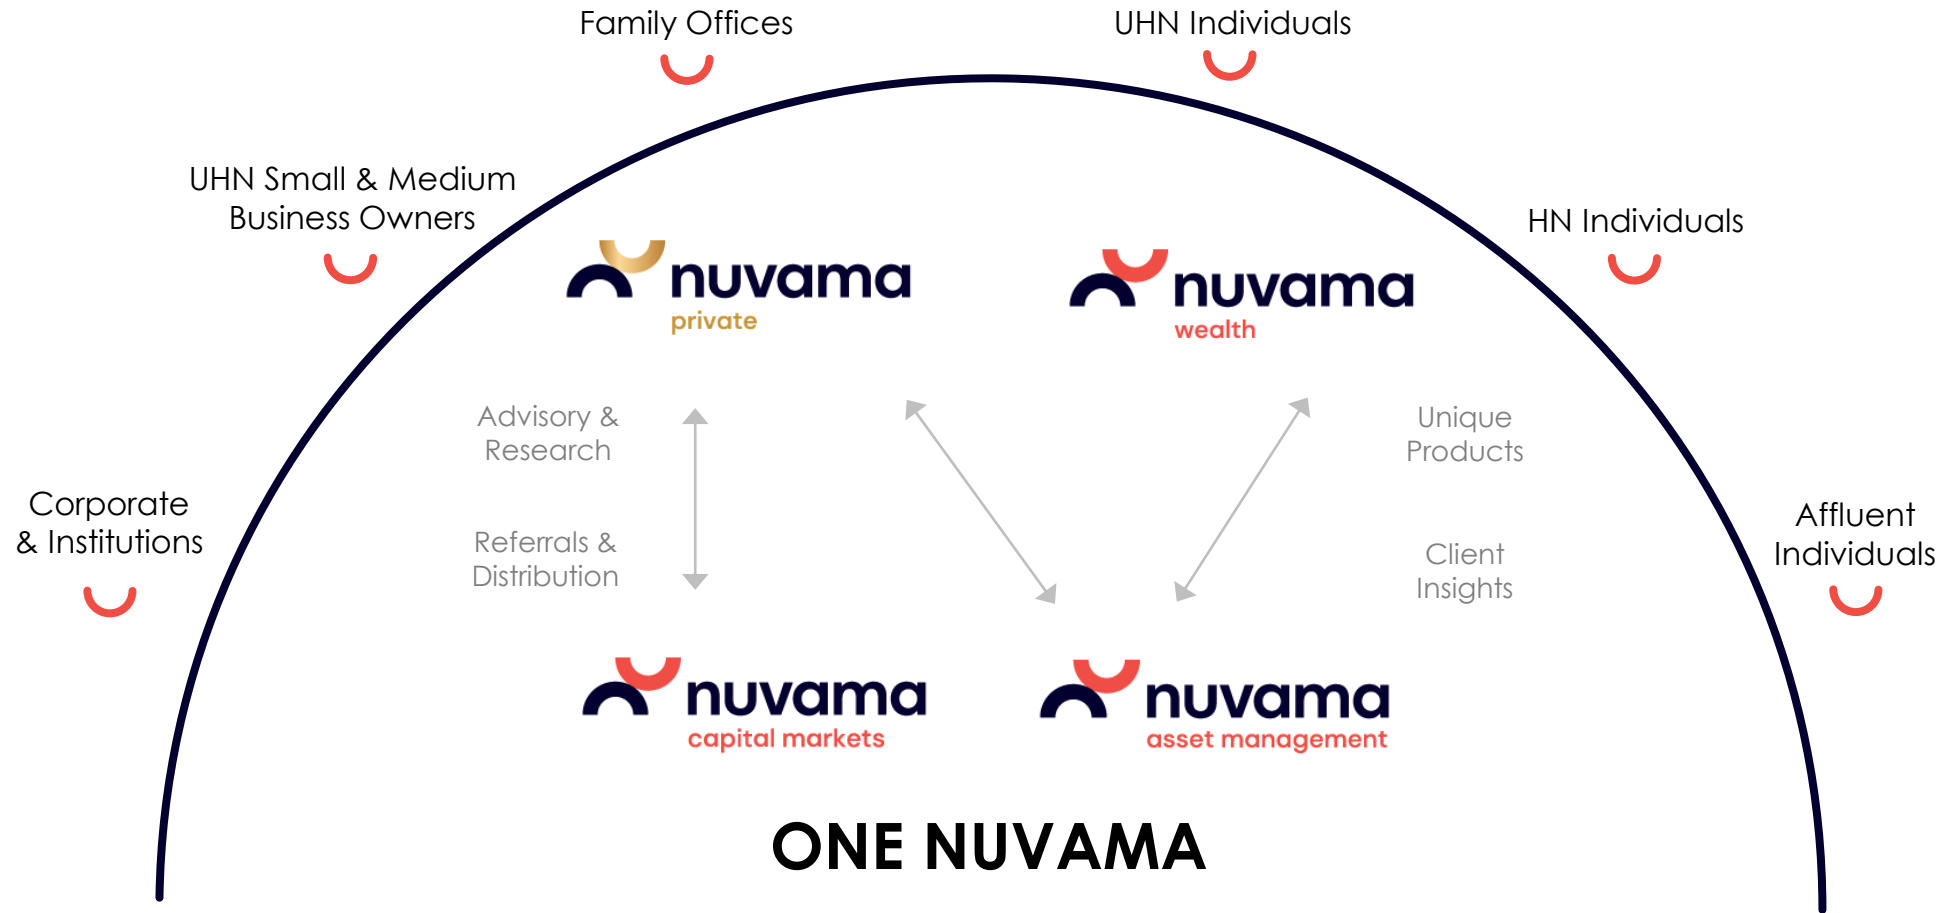 Family Offices
UHN Individuals
UHN Small & Medium
Business Owners
HN Individuals
nuvama
private
nuvama
wealth
Advisory &
Research
Unique
Products
Corporate
& Institutions
Affluent
Individuals
Referrals &
Distribution
Client
Insights
nuvama
capital markets
nuvama
asset management
ONE NUVAMA